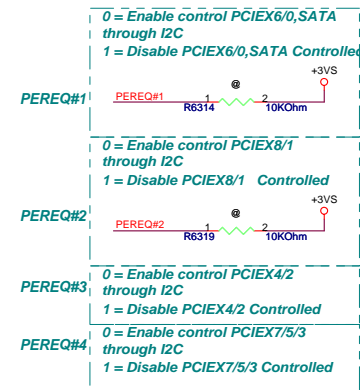 0 = Enable control PCIEX6/0,SATA
through I2C
1 = Disable PCIEX6/0,SATA Controlled
+3VS
@
PEREQ#1
PEREQ#1
1
2
R6314
10KOhm
0 = Enable control PCIEX8/1
through I2C
1 = Disable PCIEX8/1 Controlled
+3VS
@
PEREQ#2
PEREQ#2
1
2
R6319
10KOhm
PEREQ#3
0 = Enable control PCIEX4/2
through I2C
1 = Disable PCIEX4/2 Controlled
PEREQ#4
0 = Enable control PCIEX7/5/3
through I2C
1 = Disable PCIEX7/5/3 Controlled